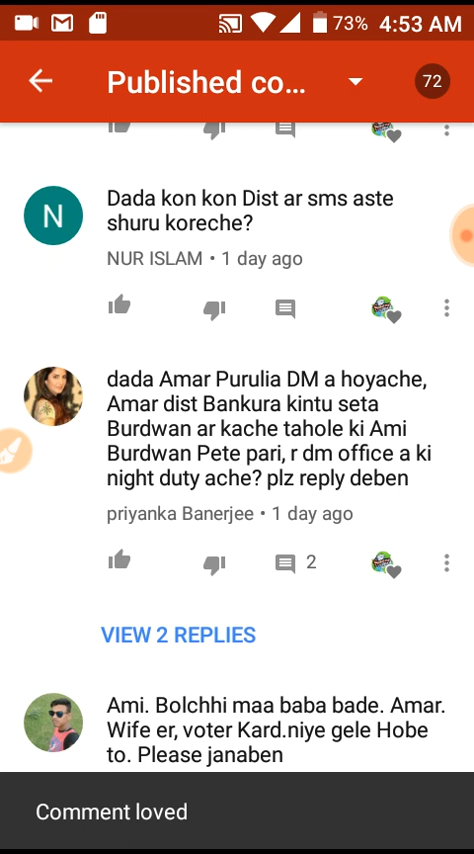 73% 4:53 AM
Published co... 72
Dada kon kon Dist ar sms aste
shuru koreche?
NUR ISLAM • 1 day ago
N
dada Amar Purulia DM a hoyache,
Amar dist Bankura kintu seta
Burdwan ar kache tahole ki Ami
Burdwan Pete pari, r dm office a ki
night duty ache? plz reply deben
priyanka Banerjee • 1 day ago
2
VIEW 2 REPLIES
Ami. Bolchhi maa baba bade. Amar.
Wife er, voter Kard.niye gele Hobe
to. Please janaben
Comment loved